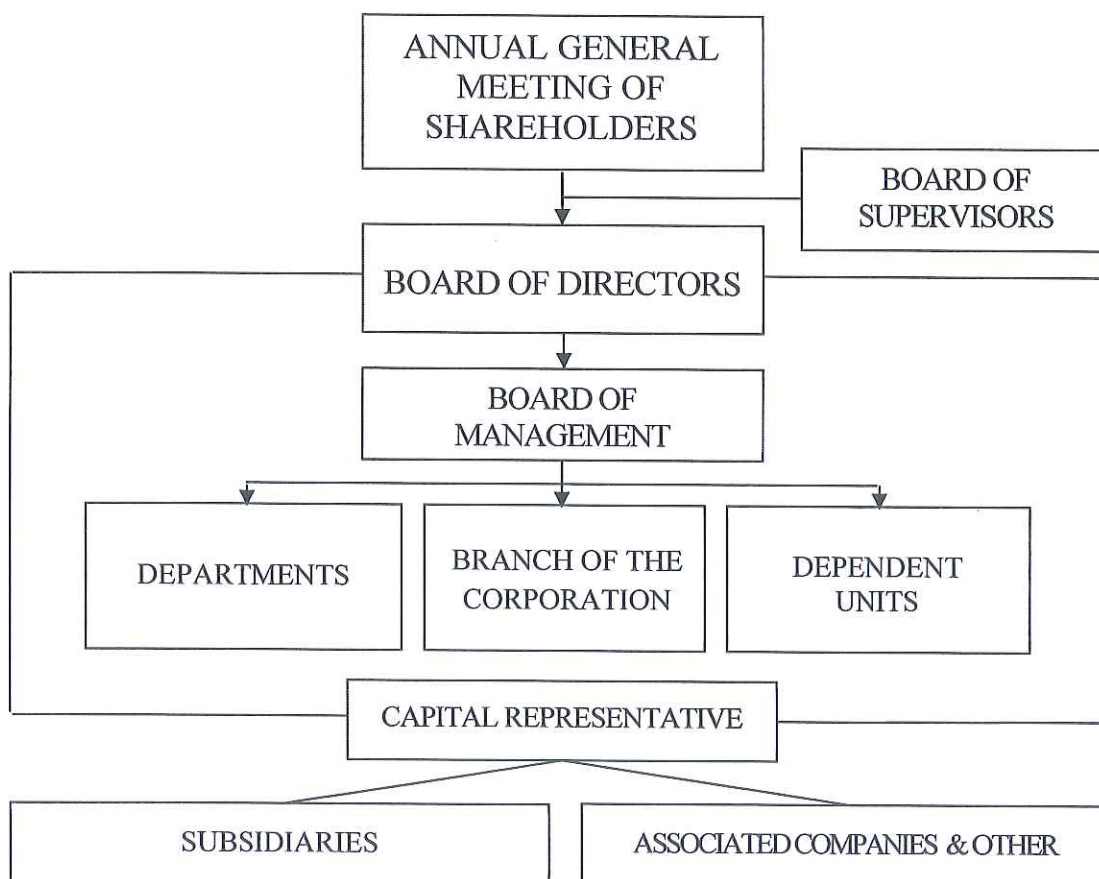 ANNUAL GENERAL
MEETING OF
SHAREHOLDERS
BOARD OF
SUPERVISORS
BOARD OF DIRECTORS
BOARD OF
MANAGEMENT
DEPARTMENTS
BRANCH OF THE
CORPORATION
DEPENDENT
UNITS
CAPITAL REPRESENTATIVE
SUBSIDIARIES
ASSOCIATED COMPANIES & OTHER